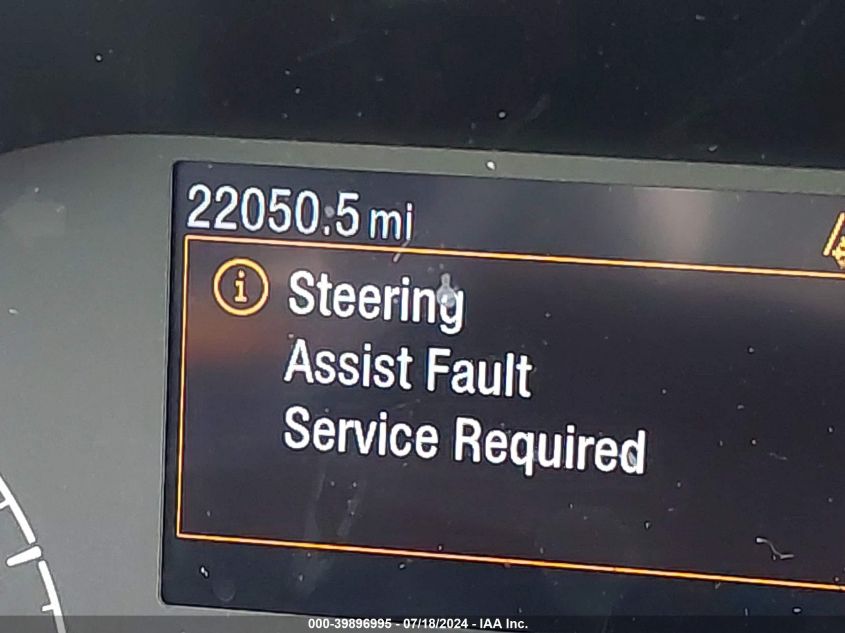 22050.5 mi
i Steering
Assist Fault
Service Required
000-39896995 - 07/18/2024 - IAA Inc.